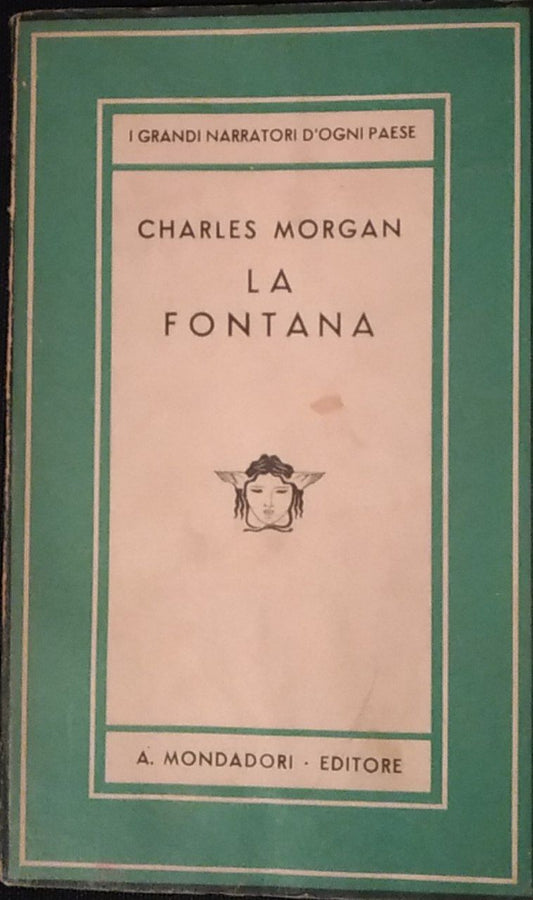 I GRANDI NARRATORI D'OGNI PAESE
CHARLES MORGAN
LA
FONTANA
A. MONDADORI · EDITORE